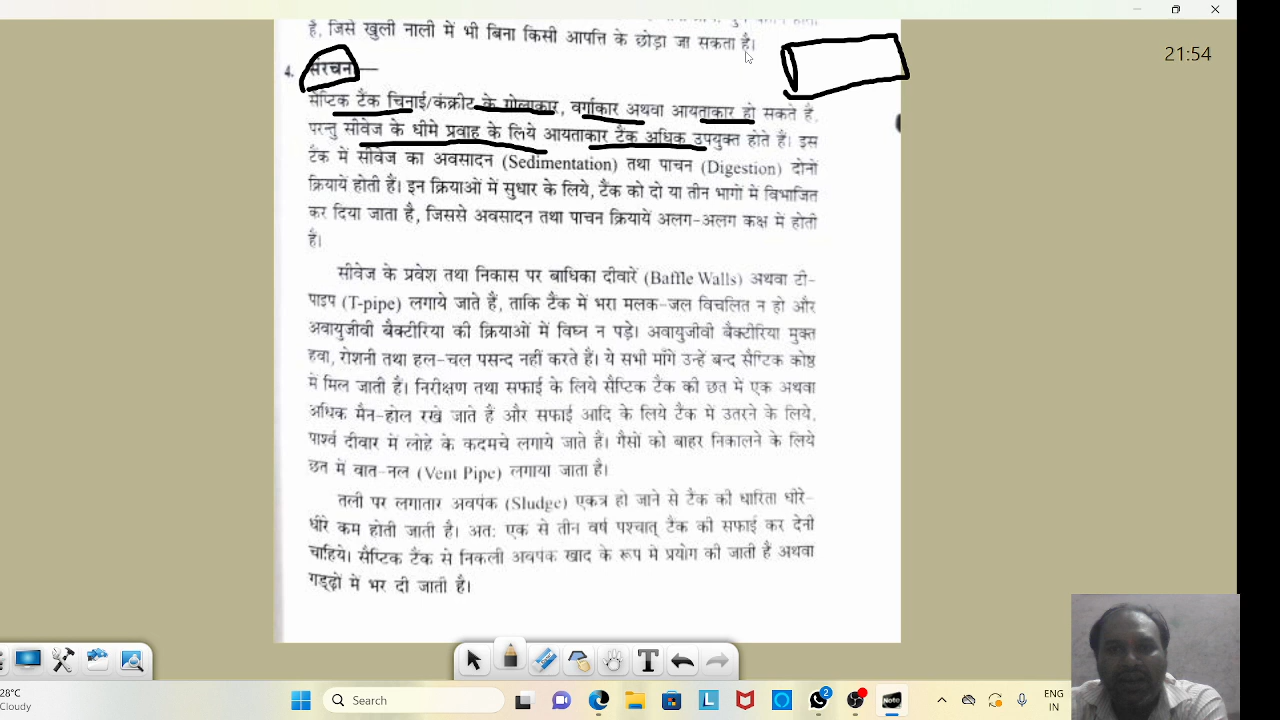 है, जिसे खुली नाली में भी बिना किसी आपत्ति के छोड़ा जा सकता है।
21:54
4. संरचना—
सैप्टिक टैंक चिनाई/कंक्रीट के गोलाकार, वर्गाकार अथवा आयताकार हो सकते हैं,
परन्तु सीवेज के धीमे प्रवाह के लिये आयताकार टैंक अधिक उपयुक्त होते हैं। इस
टैंक में सीवेज का अवसादन (Sedimentation) तथा पाचन (Digestion) दोनों
क्रियायें होती हैं। इन क्रियाओं में सुधार के लिये, टैंक को दो या तीन भागों मे विभाजित
कर दिया जाता है, जिससे अवसादन तथा पाचन क्रियायें अलग-अलग कक्ष में होती
हैं।
सीवेज के प्रवेश तथा निकास पर बाधिका दीवारें (Baffle Walls) अथवा टी-
पाइप (T-pipe) लगाये जाते हैं, ताकि टैंक में भरा मलक-जल विचलित न हो और
अवायुजीवी बैक्टीरिया की क्रियाओं में विघ्न न पड़े। अवायुजीवी बैक्टीरिया मुक्त
हवा, रोशनी तथा हल-चल पसन्द नहीं करते हैं। ये सभी माँगे उन्हें बन्द सैप्टिक कोष्ठ
में मिल जाती हैं। निरीक्षण तथा सफाई के लिये सैप्टिक टैंक की छत में एक अथवा
अधिक मैन-होल रखे जाते हैं और सफाई आदि के लिये टैंक में उतरने के लिये,
पार्श्व दीवार में लोहे के कदमचे लगाये जाते हैं। गैसों को बाहर निकालने के लिये
छत में वात-नल (Vent Pipe) लगाया जाता है।
तली पर लगातार अवपंक (Sludge) एकत्र हो जाने से टैंक की धारिता धीरे-
धीरे कम होती जाती है। अत: एक से तीन वर्ष पश्चात् टैंक की सफाई कर देनी
चाहिये। सैप्टिक टैंक से निकली अवपंक खाद के रूप मे प्रयोग की जाती है अथवा
गड्ढ़ों में भर दी जाती है।
T
28°C
Cloudy
Search
2
Note
ENG
IN